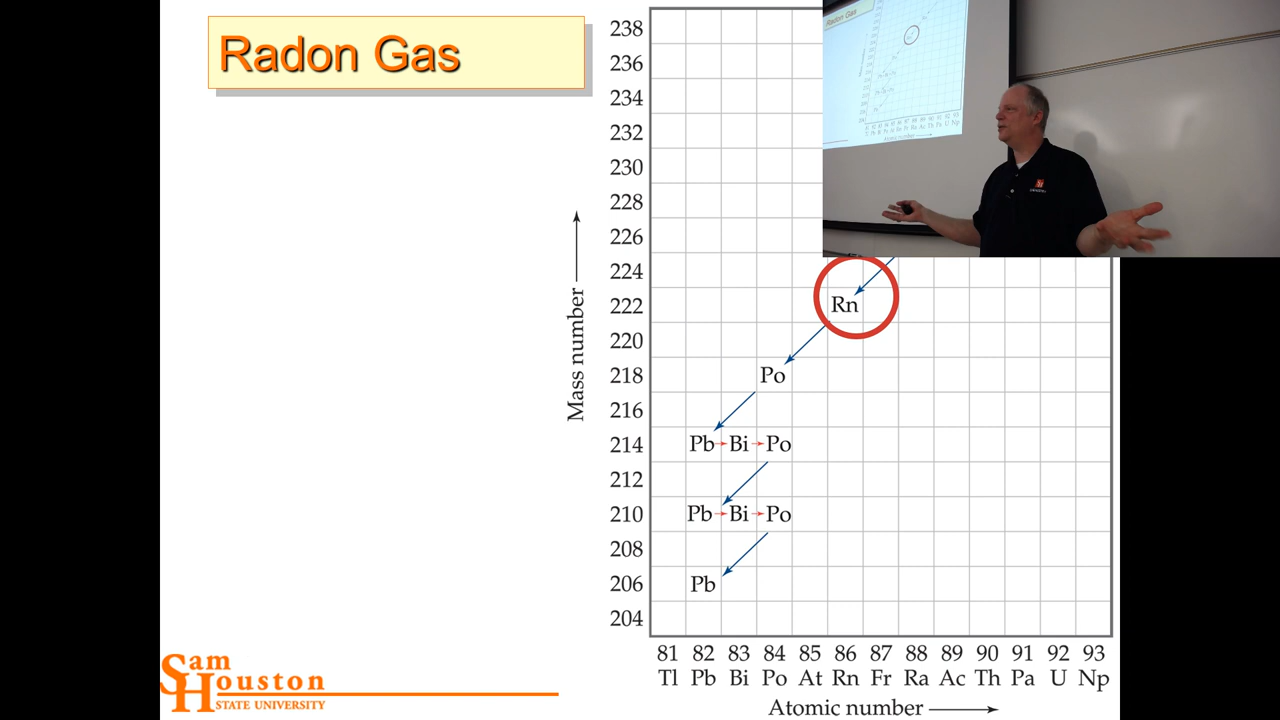 Radon Gas
238
236
234
232
230
228
226
224
222
220
218
216
214
212
210
208
206
204
Mass number
Rn
Po
Pb Bi Po
Pb Bi Po
Pb
81 82 83 84 85 86 87 88 89 90 91 92 93
Tl Pb Bi Po At Rn Fr Ra Ac Th Pa U Np
Atomic number
Sam
Houston
STATE UNIVERSITY
Radon Gas